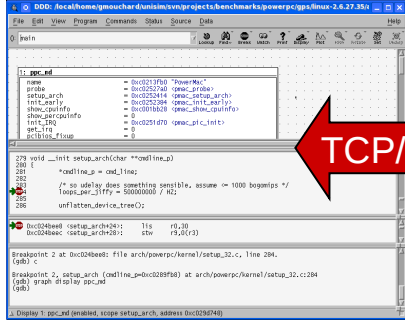 DDD: /local/home/gmouchard/unisim/svn/projects/benchmarks/powerpc/gps/linux-2.6.27.35/
File Edit View Program Commands Status Source Data Help
0: main
Lookup Find» Break Watch Print Display Plot Hide Rotate Set
1: ppc_md
name = 0xc0213fb0 "PowerMac"
probe = 0xc02527a0 <pmac_probe>
setup_arch = 0xc0252414 <pmac_setup_arch>
init_early = 0xc0252384 <pmac_init_early>
show_cpuinfo = 0xc001bb28 <pmac_show_cpuinfo>
show_percpuinfo = 0
init_IRQ = 0xc0251d70 <pmac_pic_init>
get_irq = 0
pcibios_fixup = 0
TCP/
279 void __init setup_arch(char **cmdline_p)
280 {
281 *cmdline_p = cmd_line;
282
283 /* so udelay does something sensible, assume <= 1000 bogomips */
284 loops_per_jiffy = 500000000 / HZ;
285
286 unflatten_device_tree();
0xc024bee8 <setup_arch+24>: lis r0,30
0xc024beec <setup_arch+28>: stw r9,0(r3)
Breakpoint 2 at 0xc024bee8: file arch/powerpc/kernel/setup_32.c, line 284.
(gdb) c
Breakpoint 2, setup_arch (cmdline_p=0xc0289fb8) at arch/powerpc/kernel/setup_32.c:284
(gdb) graph display ppc_md
(gdb)
Display 1: ppc_md (enabled, scope setup_arch, address 0xc029d748)